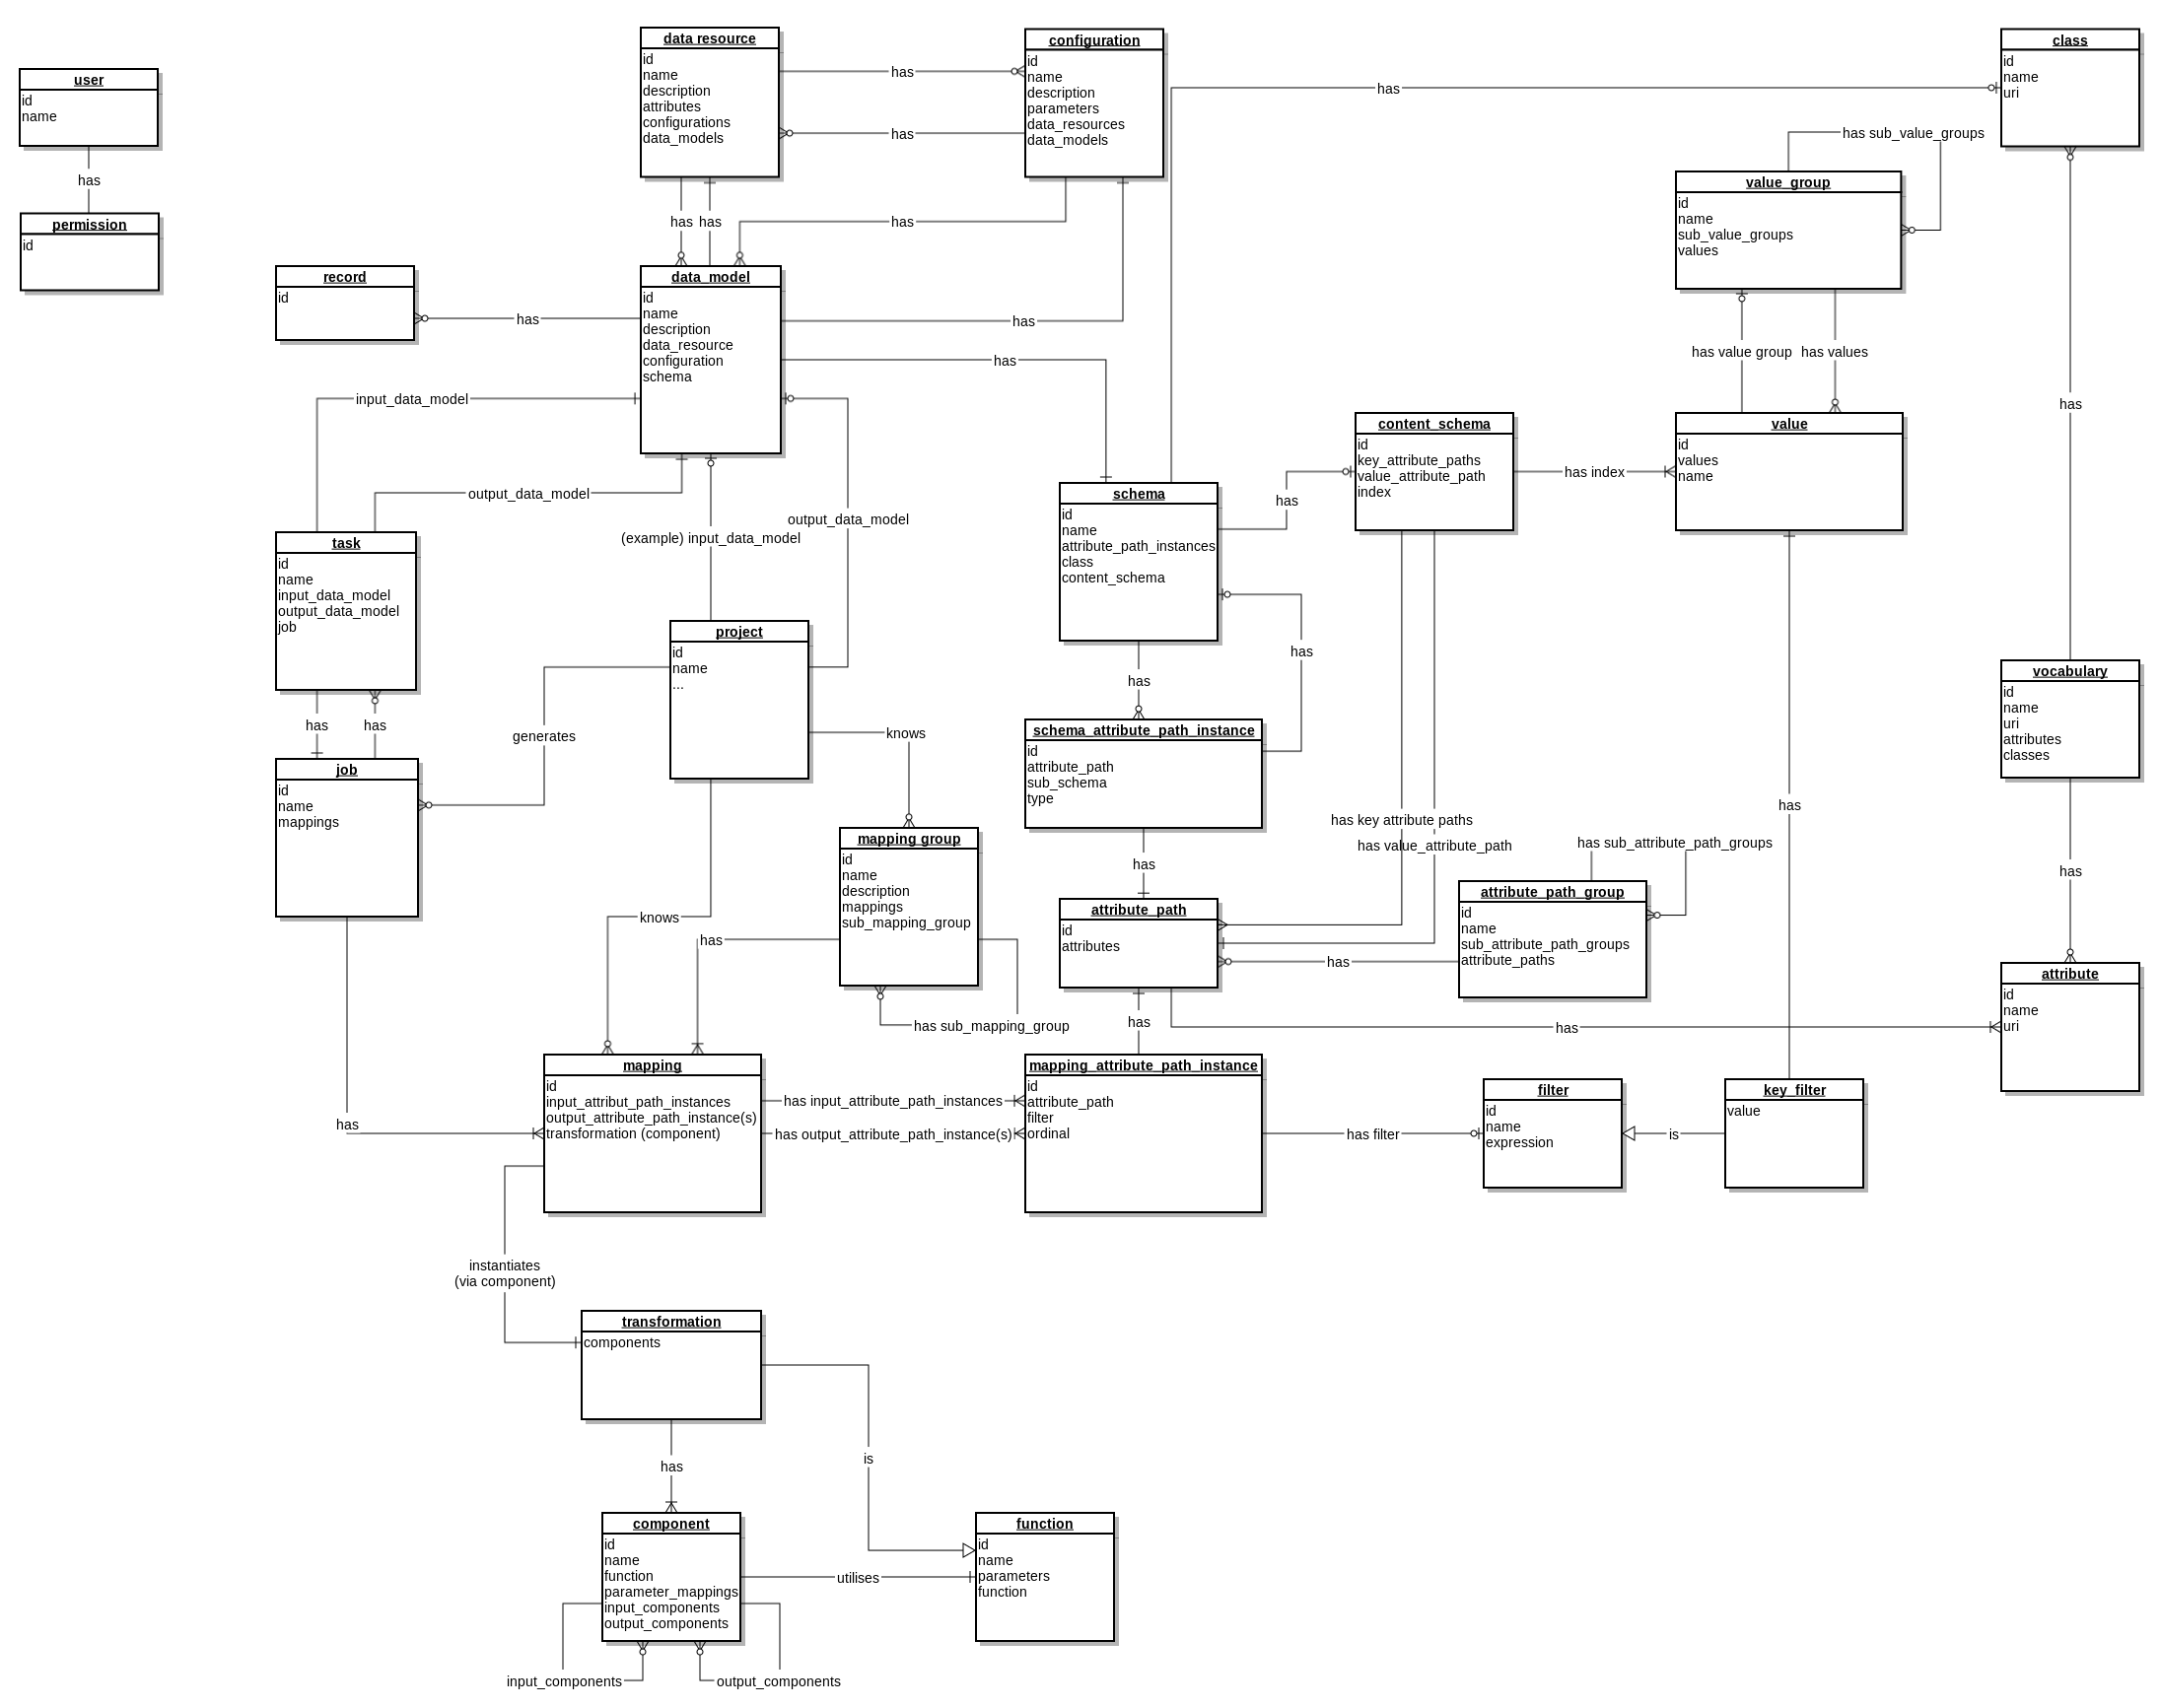 user
id
name
has
permission
id
data resource
id
name
description
attributes
configurations
data_models
has
has
configuration
id
name
description
parameters
data_resources
data_models
has
has
has
has
class
id
name
uri
has sub_value_groups
value_group
id
name
sub_value_groups
values
has value group
has values
has
record
id
has
data_model
id
name
description
data_resource
configuration
schema
has
has
input_data_model
output_data_model
(example) input_data_model
output_data_model
content_schema
id
key_attribute_paths
value_attribute_path
index
has index
value
id
values
name
schema
id
name
attribute_path_instances
class
content_schema
has
has
has
task
id
name
input_data_model
output_data_model
job
has
has
project
id
name
...
generates
knows
vocabulary
id
name
uri
attributes
classes
has
job
id
name
mappings
schema_attribute_path_instance
id
attribute_path
sub_schema
type
has
has key attribute paths
has value_attribute_path
has
has sub_attribute_path_groups
mapping group
id
name
description
mappings
sub_mapping_group
knows
has
has sub_mapping_group
attribute_path
id
attributes
has
attribute_path_group
id
name
sub_attribute_path_groups
attribute_paths
has
has
attribute
id
name
uri
has
mapping
id
input_attribut_path_instances
output_attribute_path_instance(s)
transformation (component)
has input_attribute_path_instances
has output_attribute_path_instance(s)
mapping_attribute_path_instance
id
attribute_path
filter
ordinal
has filter
filter
id
name
expression
is
key_filter
value
instantiates
(via component)
transformation
components
has
is
component
id
name
function
parameter_mappings
input_components
output_components
utilises
function
id
name
parameters
function
input_components
output_components